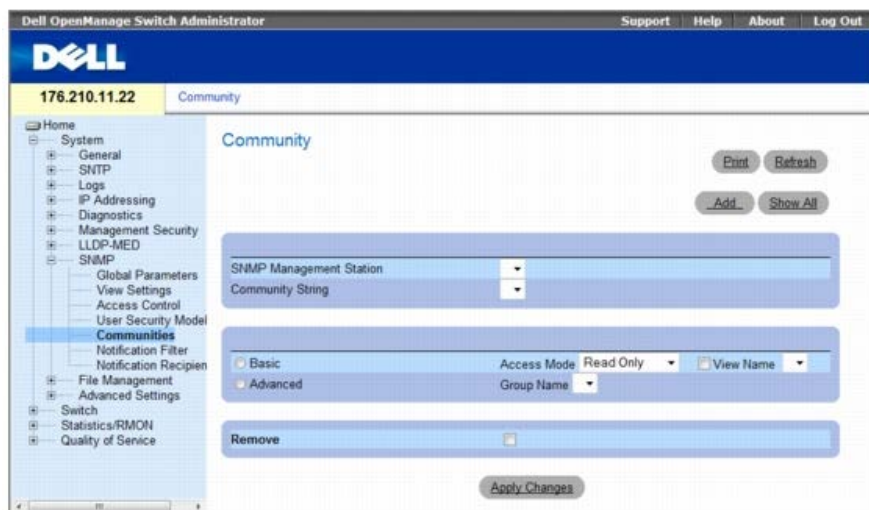 Dell OpenManage Switch Administrator Support Help About Log Out
DELL
176.210.11.22 Community
Home
System
General
SNTP
Logs
IP Addressing
Diagnostics
Management Security
LLDP-MED
SNMP
Global Parameters
View Settings
Access Control
User Security Model
Communities
Notification Filter
Notification Recipien
File Management
Advanced Settings
Switch
Statistics/RMON
Quality of Service
Community
Print Refresh
Add Show All
SNMP Management Station
Community String
Basic Access Mode Read Only View Name
Advanced Group Name
Remove
Apply Changes